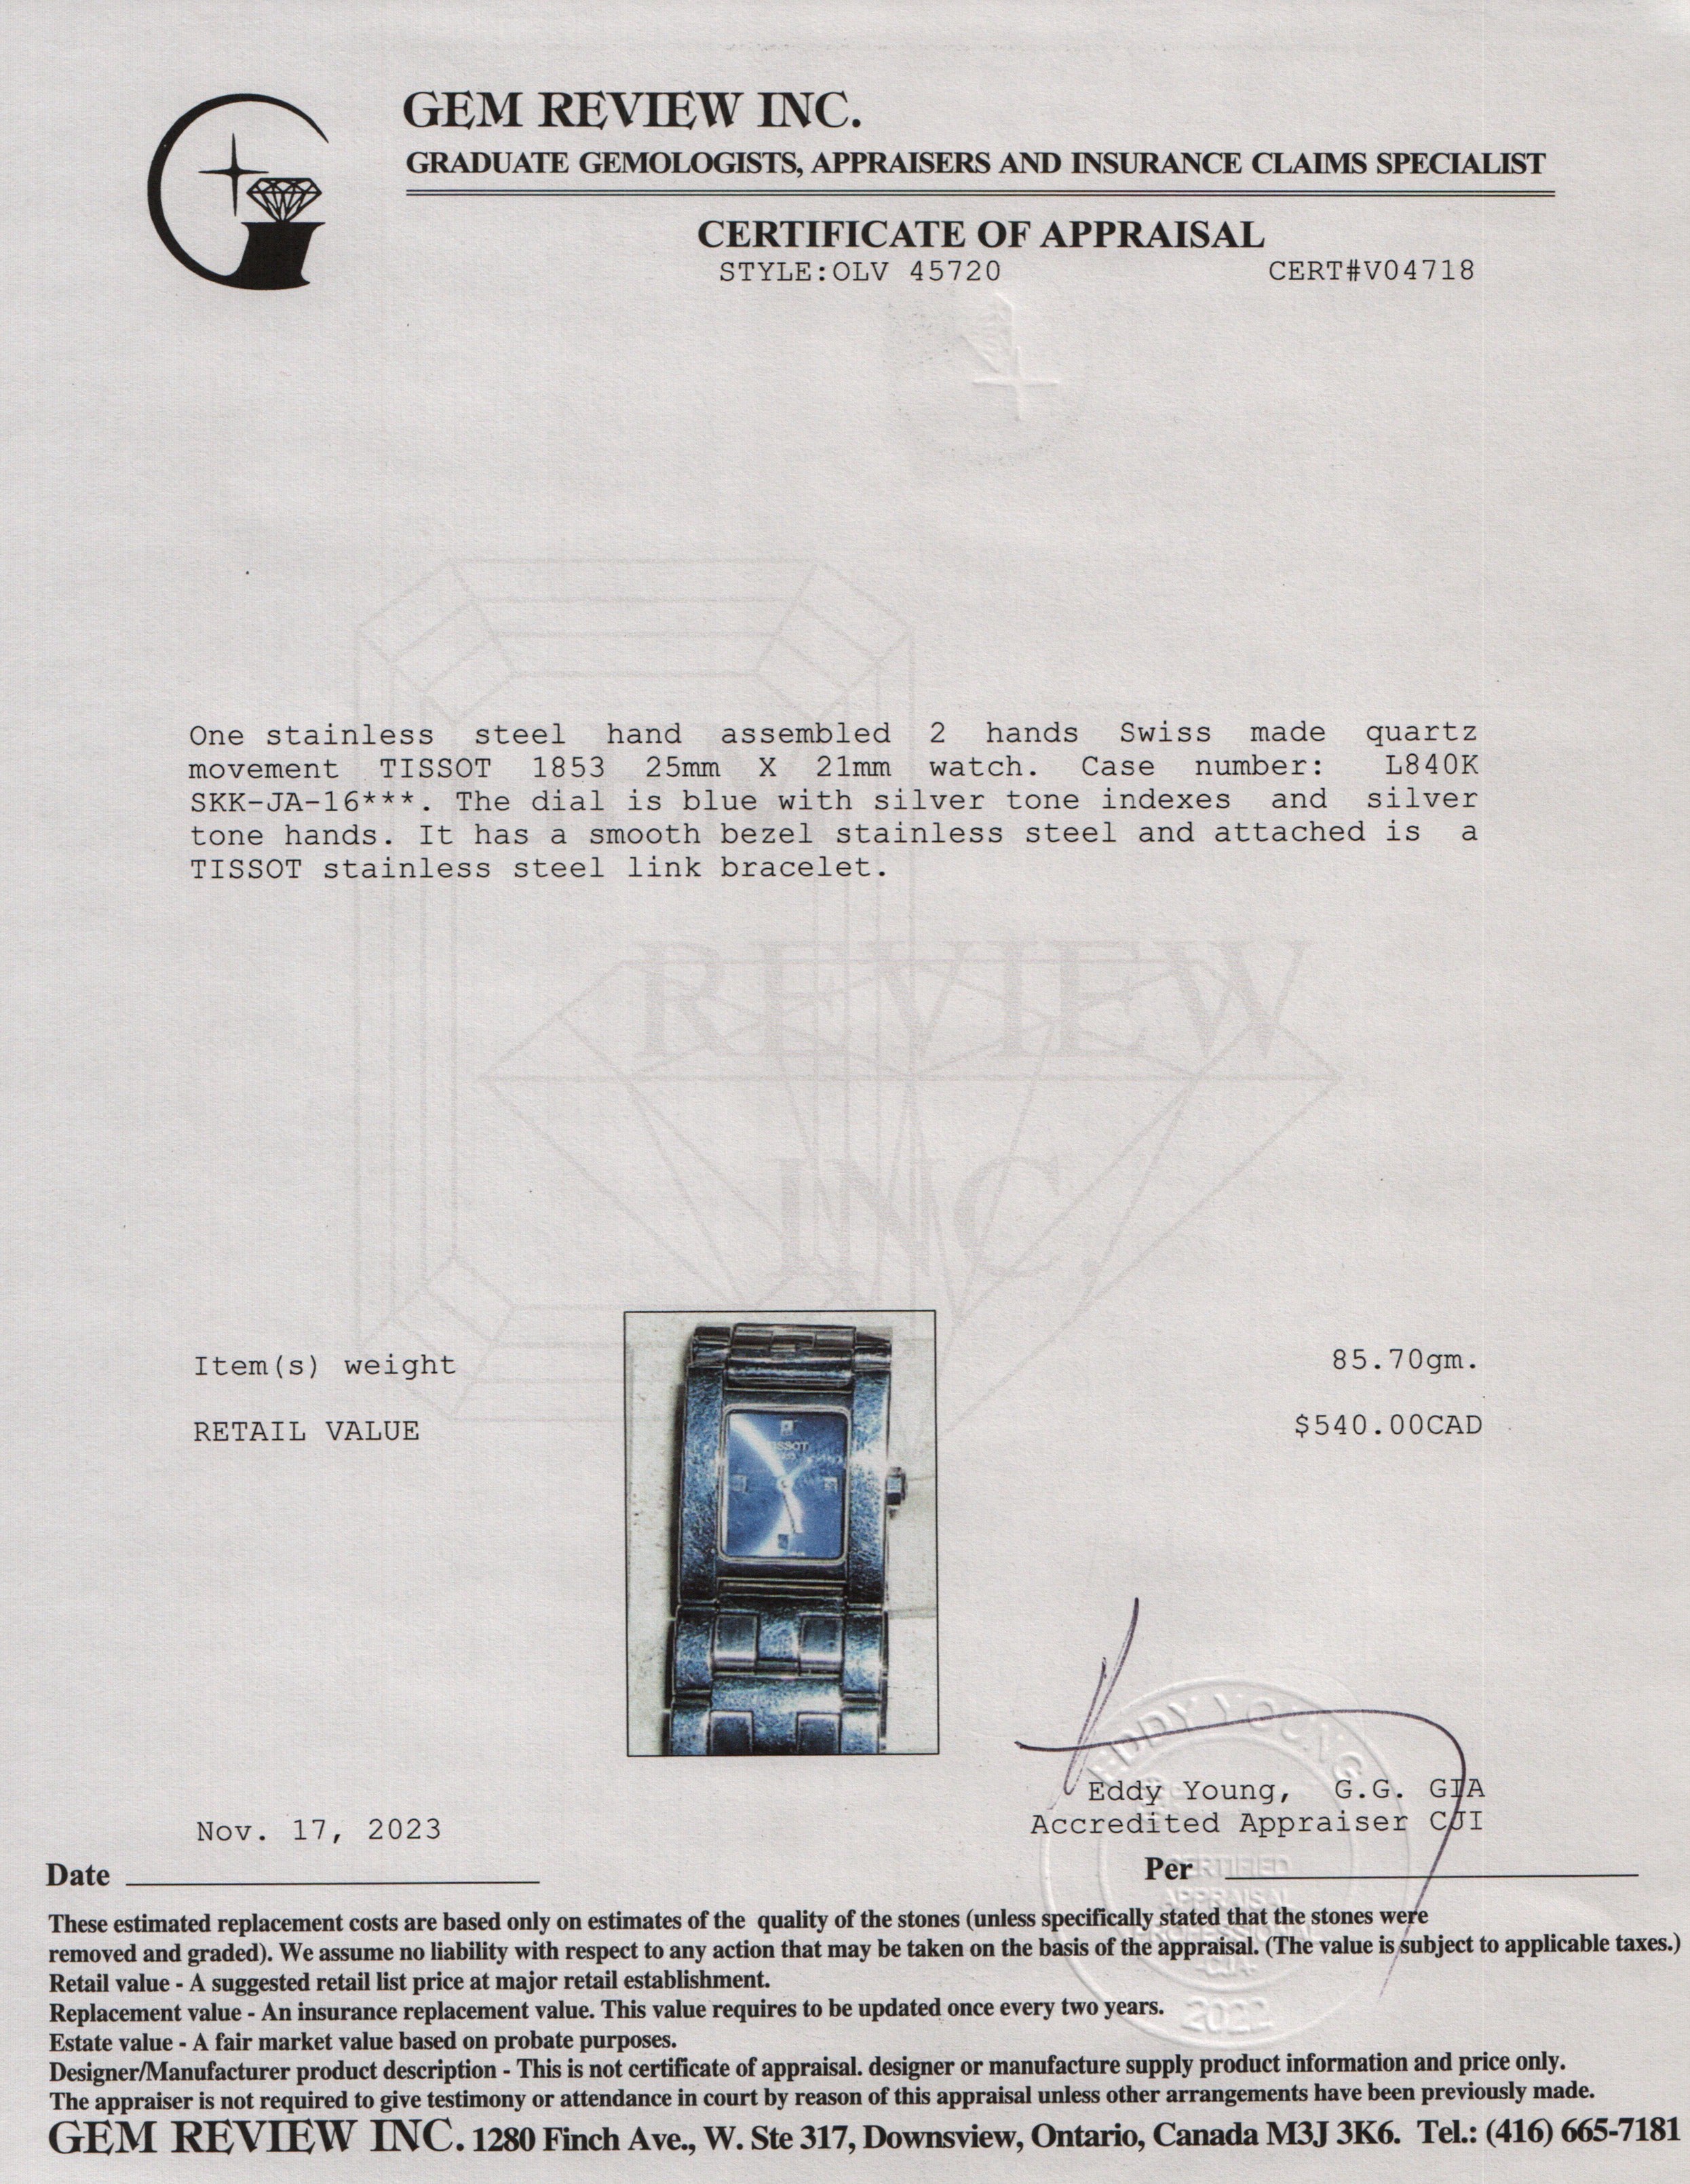 GEM REVIEW INC.
GRADUATE GEMOLOGISTS, APPRAISERS AND INSURANCE CLAIMS SPECIALIST
CERTIFICATE OF APPRAISAL
STYLE:OLV 45720 CERT#V04718
One stainless steel hand assembled 2 hands Swiss made quartz
movement TISSOT 1853 25mm X 21mm watch. Case number: L840K
SKK-JA-16***. The dial is blue with silver tone indexes and silver
tone hands. It has a smooth bezel stainless steel and attached is a
TISSOT stainless steel link bracelet.
REVIEW
INC.
Item(s) weight 85.70gm.
RETAIL VALUE $540.00CAD
EDDY YOUNG
Eddy Young, G.G. GIA
Accredited Appraiser CJI
Nov. 17, 2023
Date
Per
CERTIFIED
APPRAISAL
PROFESSIONAL
-CJA-
2022
These estimated replacement costs are based only on estimates of the quality of the stones (unless specifically stated that the stones were
removed and graded). We assume no liability with respect to any action that may be taken on the basis of the appraisal. (The value is subject to applicable taxes.)
Retail value - A suggested retail list price at major retail establishment.
Replacement value - An insurance replacement value. This value requires to be updated once every two years.
Estate value - A fair market value based on probate purposes.
Designer/Manufacturer product description - This is not certificate of appraisal. designer or manufacture supply product information and price only.
The appraiser is not required to give testimony or attendance in court by reason of this appraisal unless other arrangements have been previously made.
GEM REVIEW INC. 1280 Finch Ave., W. Ste 317, Downsview, Ontario, Canada M3J 3K6. Tel.: (416) 665-7181